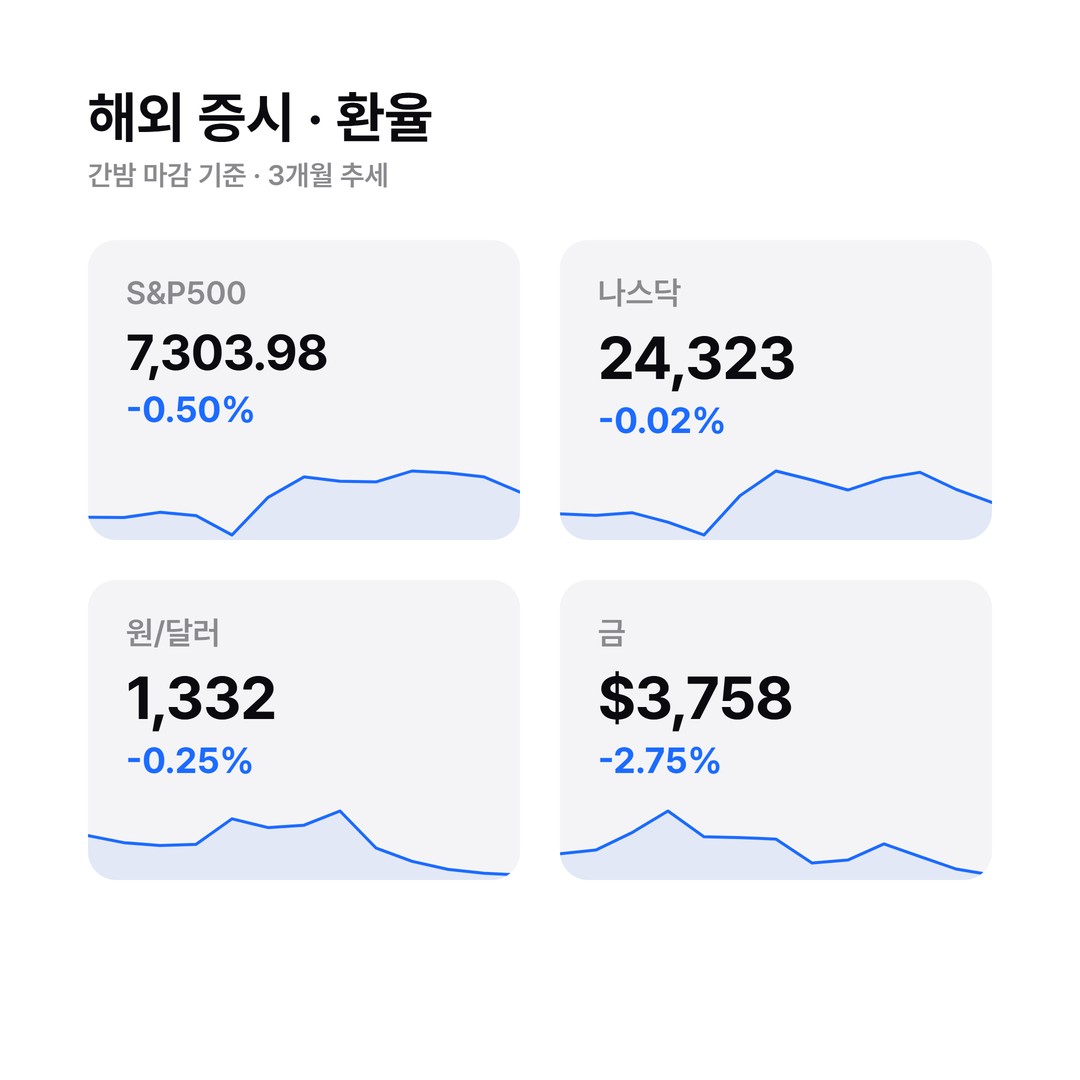 해외 증시 · 환율
간밤 마감 기준 · 3개월 추세
S&P500
7,303.98
-0.50%
나스닥
24,323
-0.02%
원/달러
1,332
-0.25%
금
$3,758
-2.75%